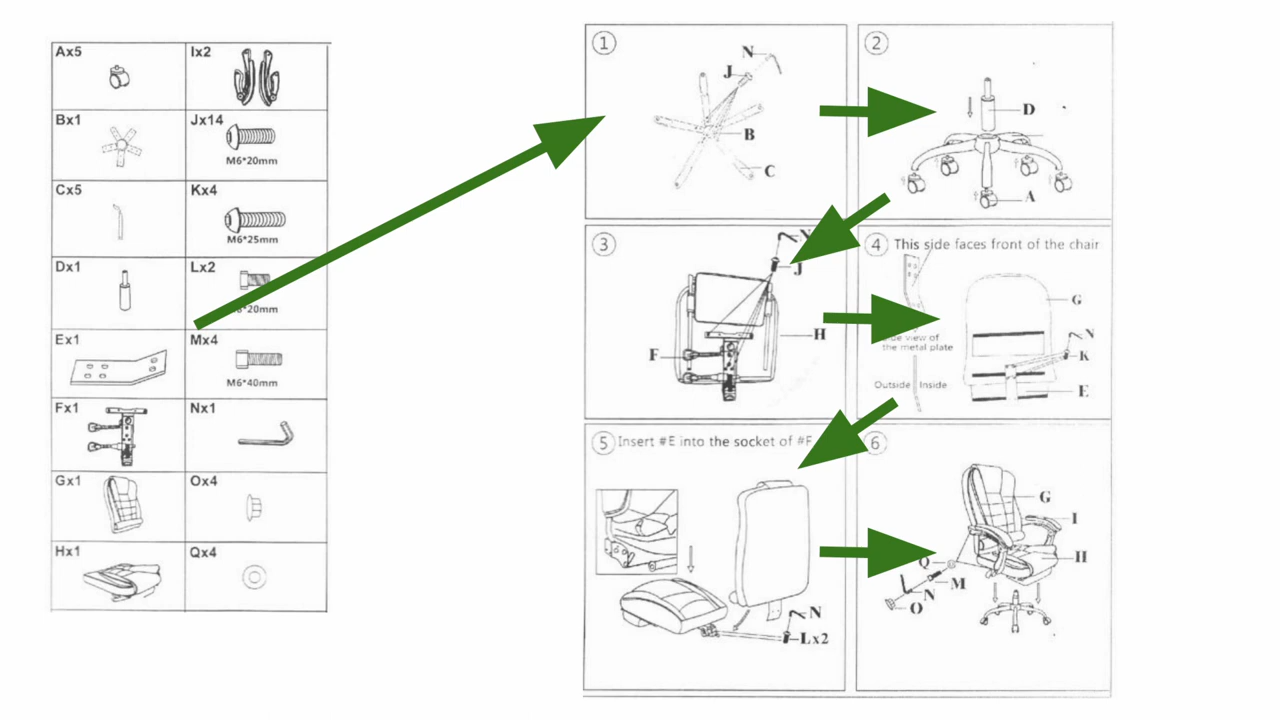 Ax5
Ix2
Bx1
Jx14
M6*20mm
Cx5
Kx4
M6*25mm
Dx1
Lx2
*20mm
Ex1
Mx4
M6*40mm
Fx1
Nx1
Gx1
Ox4
Hx1
Qx4
1
N
J
B
C
2
D
A
3
N
J
H
F
4 This side faces front of the chair
G
view of
the metal plate
N
K
Outside Inside
E
5 Insert #E into the socket of #F
N
Lx2
6
G
I
H
Q
M
N
O